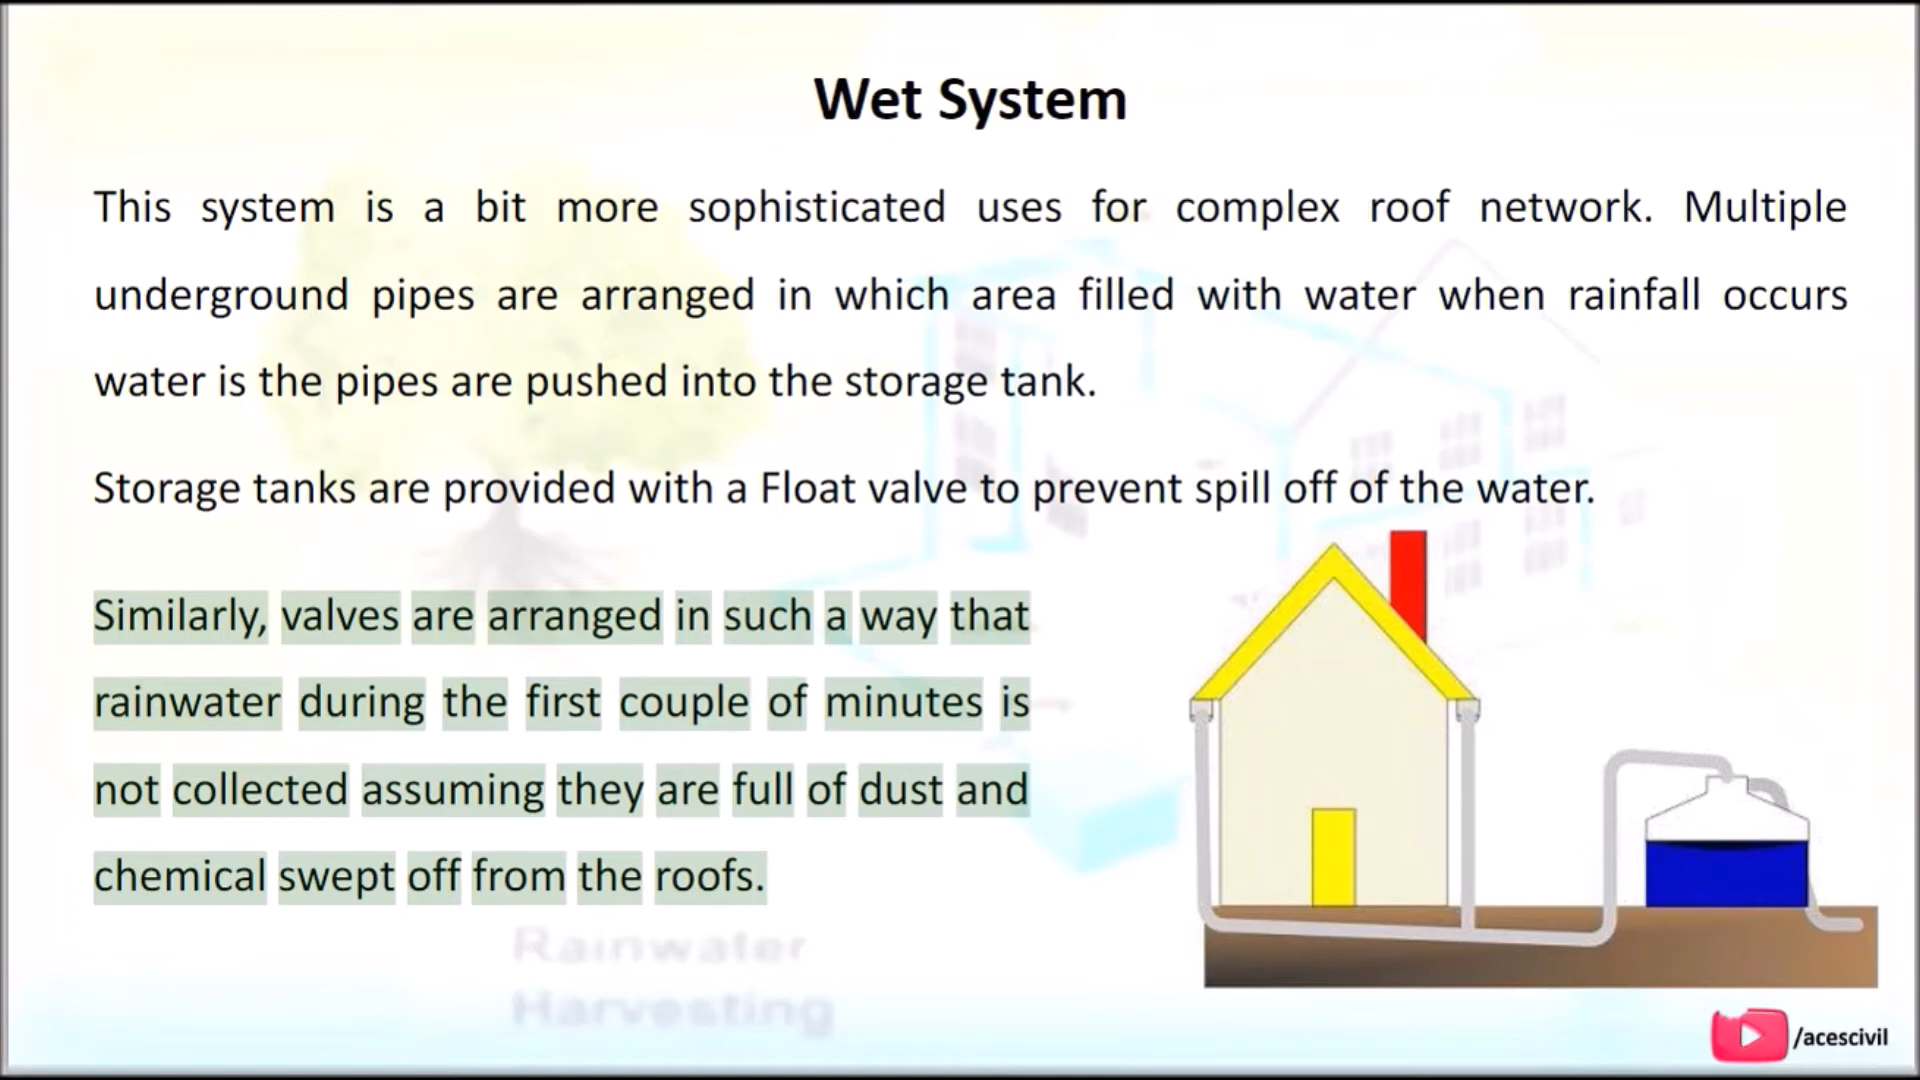 Wet System
This system is a bit more sophisticated uses for complex roof network. Multiple
underground pipes are arranged in which area filled with water when rainfall occurs
water is the pipes are pushed into the storage tank.
Storage tanks are provided with a Float valve to prevent spill off of the water.
Similarly, valves are arranged in such a way that
rainwater during the first couple of minutes is
not collected assuming they are full of dust and
chemical swept off from the roofs.
Rainwater
Harvesting
/acescivil